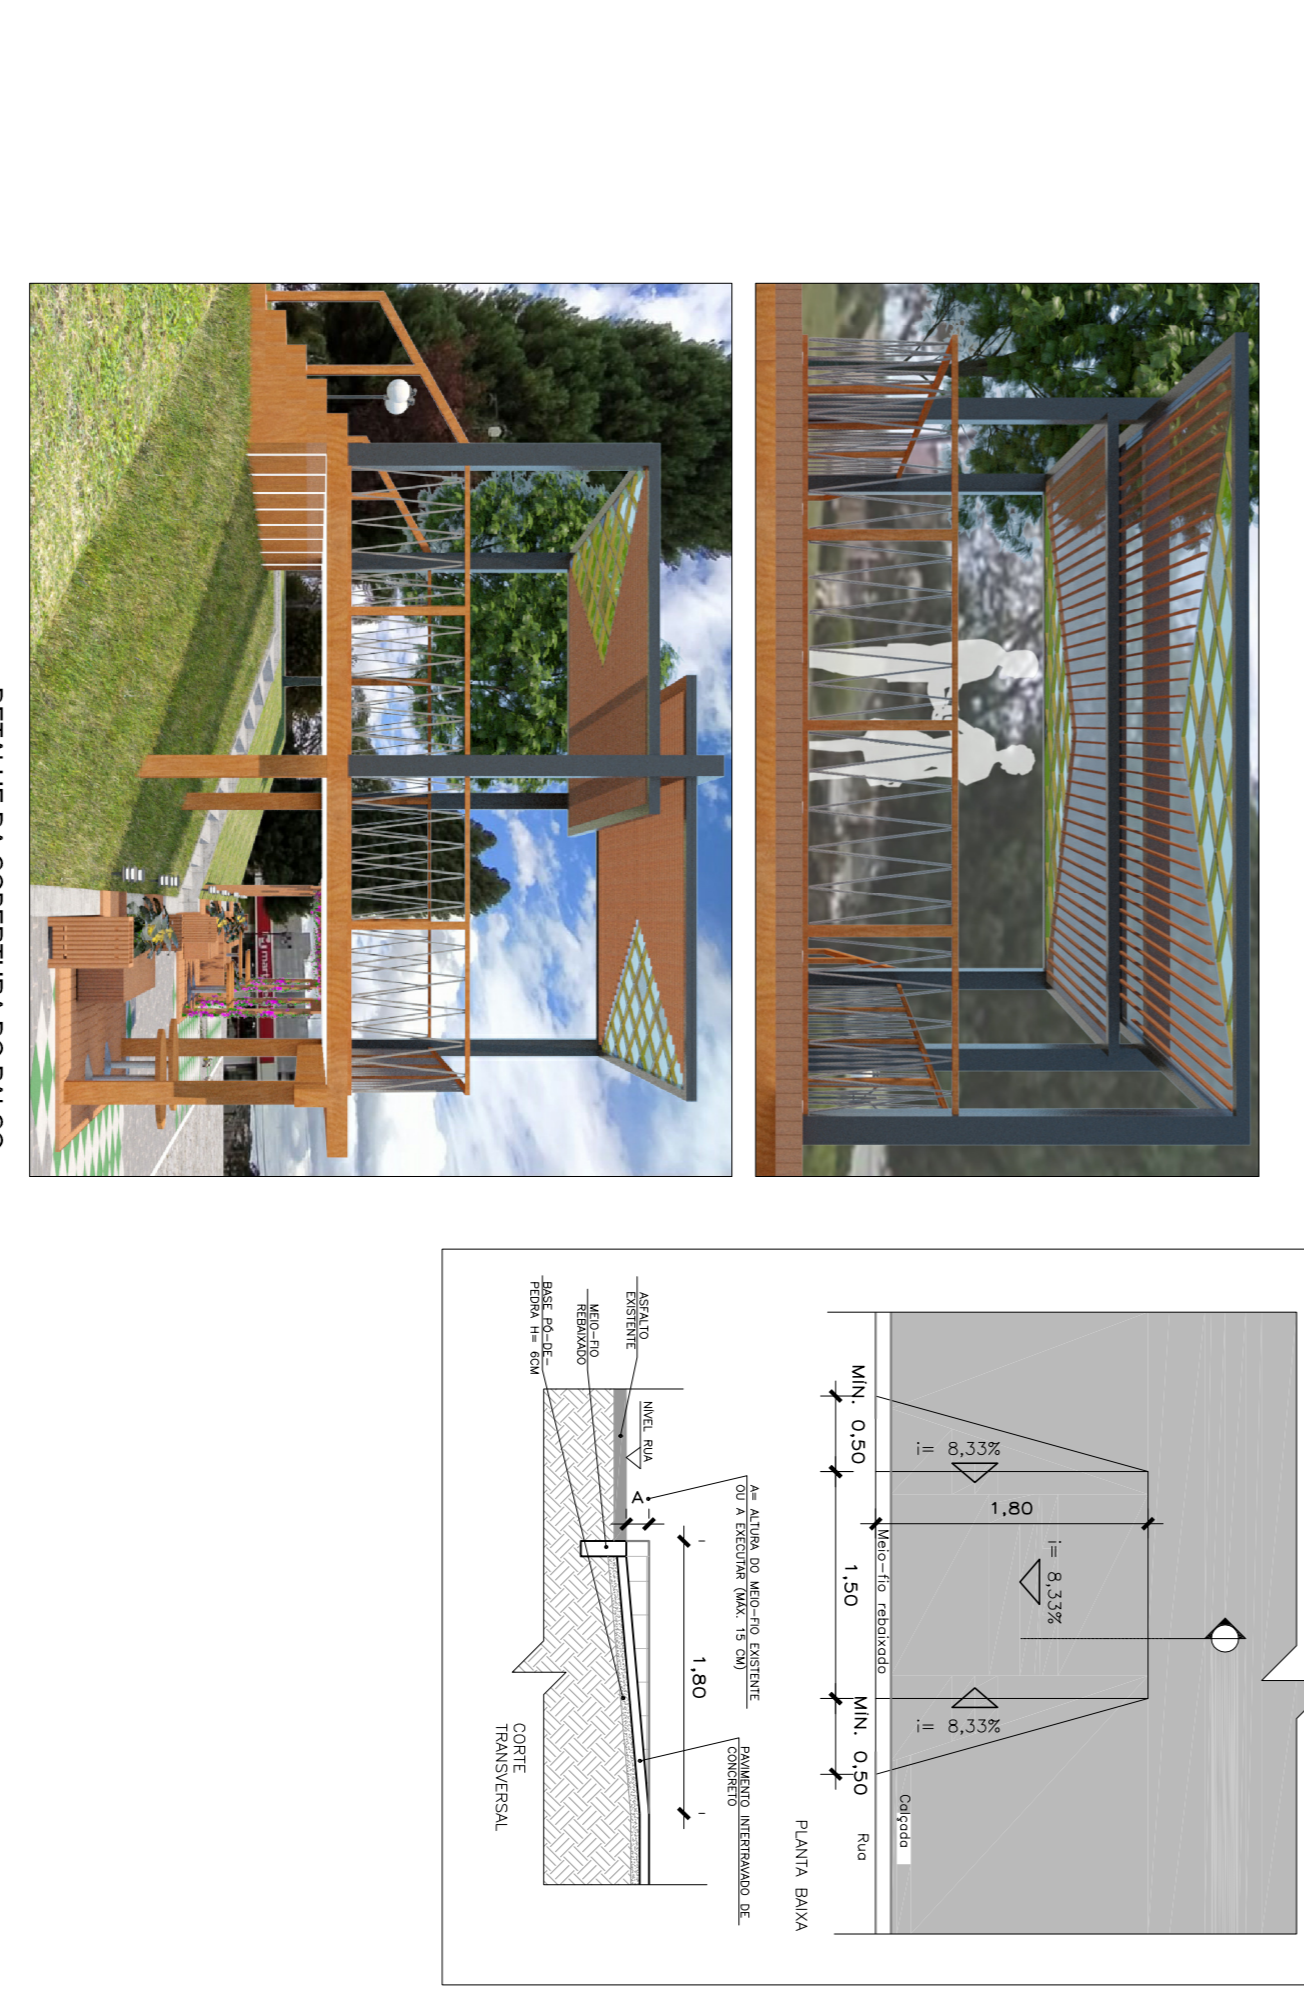 MÍN. 0,50
1,50
MÍN. 0,50
i= 8,33%
1,80
i= 8,33%
i= 8,33%
Meio-fio rebaixado
Calçada
Rua
PLANTA BAIXA
A= ALTURA DO MEIO-FIO EXISTENTE
OU A EXECUTAR (MÁX. 15 CM)
PAVIMENTO INTERTRAVADO DE
CONCRETO
1,80
A
NÍVEL RUA
ASFALTO
EXISTENTE
MEIO-FIO
REBAIXADO
BASE PÓ-DE-
PEDRA H= 6CM
CORTE
TRANSVERSAL